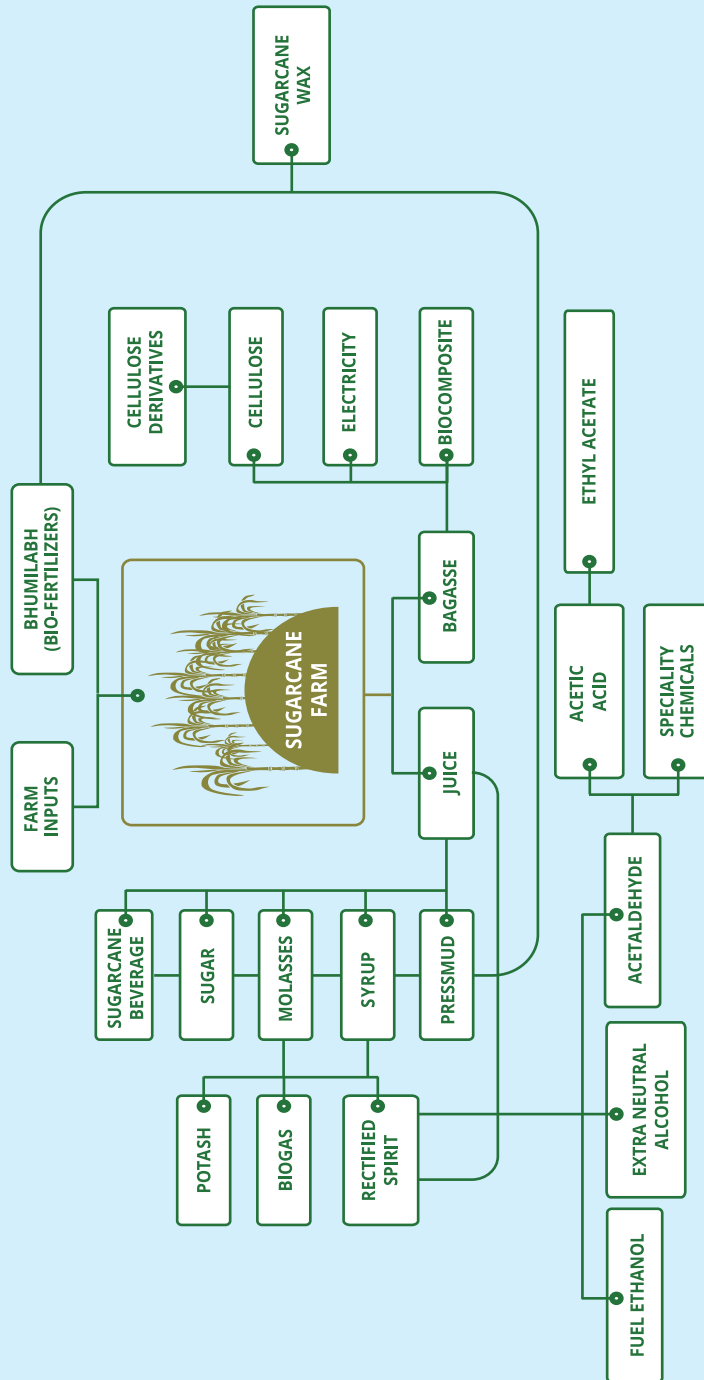 FARM
INPUTS
BHUMILABH
(BIO-FERTILIZERS)
SUGARCANE
WAX
SUGARCANE
FARM
CELLULOSE
DERIVATIVES
CELLULOSE
ELECTRICITY
BIOCOMPOSITE
JUICE
BAGASSE
SUGARCANE
BEVERAGE
SUGAR
MOLASSES
SYRUP
PRESSMUD
POTASH
BIOGAS
RECTIFIED
SPIRIT
FUEL ETHANOL
EXTRA NEUTRAL
ALCOHOL
ACETALDEHYDE
ACETIC
ACID
SPECIALITY
CHEMICALS
ETHYL ACETATE